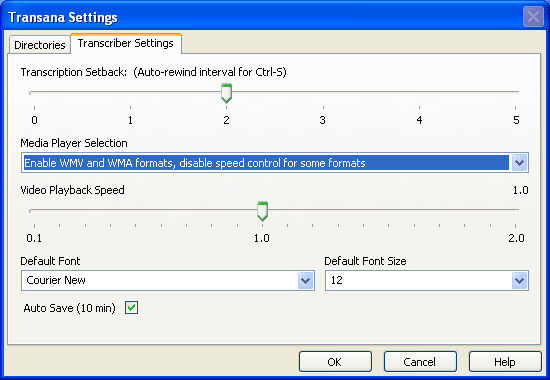 Transana Settings
Directories
Transcriber Settings
Transcription Setback: (Auto-rewind interval for Ctrl-S)
0 1 2 3 4 5
Media Player Selection
Enable WMV and WMA formats, disable speed control for some formats
Video Playback Speed 1.0
0.1 1.0 2.0
Default Font Default Font Size
Courier New 12
Auto Save (10 min)
OK Cancel Help